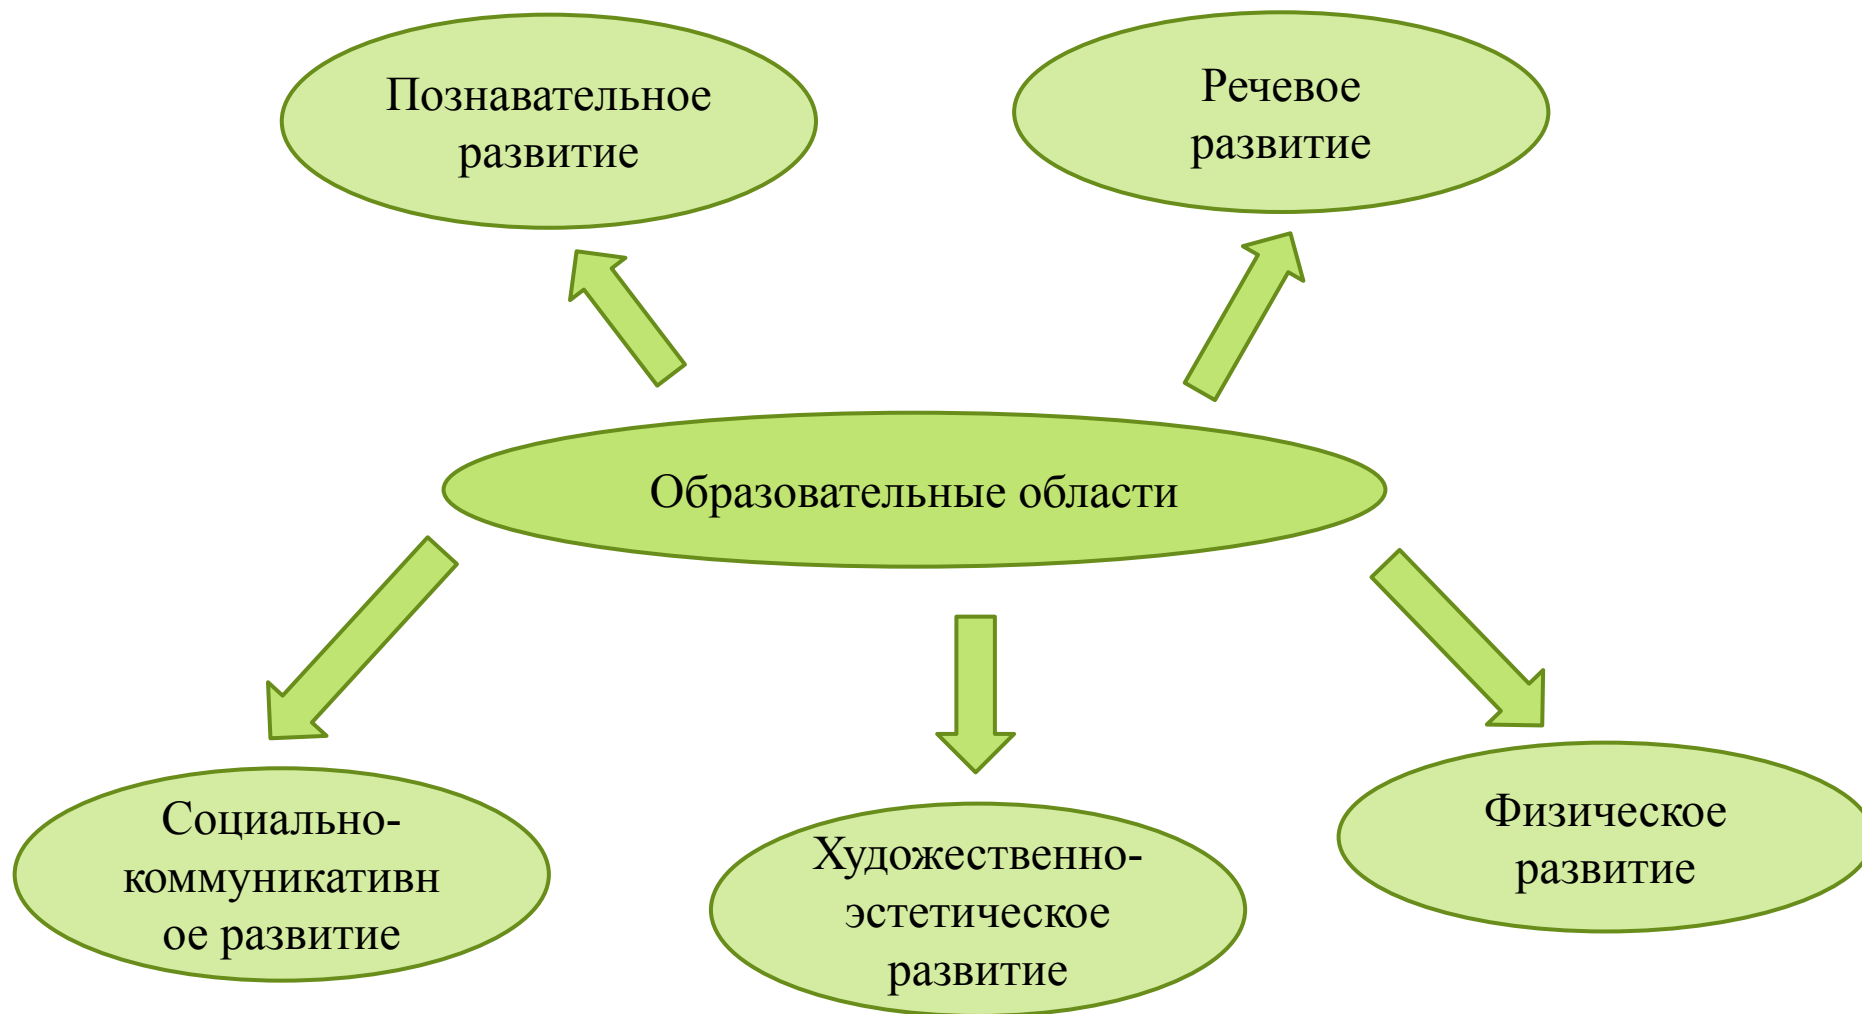 Познавательное
развитие
Речевое
развитие
Образовательные области
Социально-
коммуникативн
ое развитие
Художественно-
эстетическое
развитие
Физическое
развитие